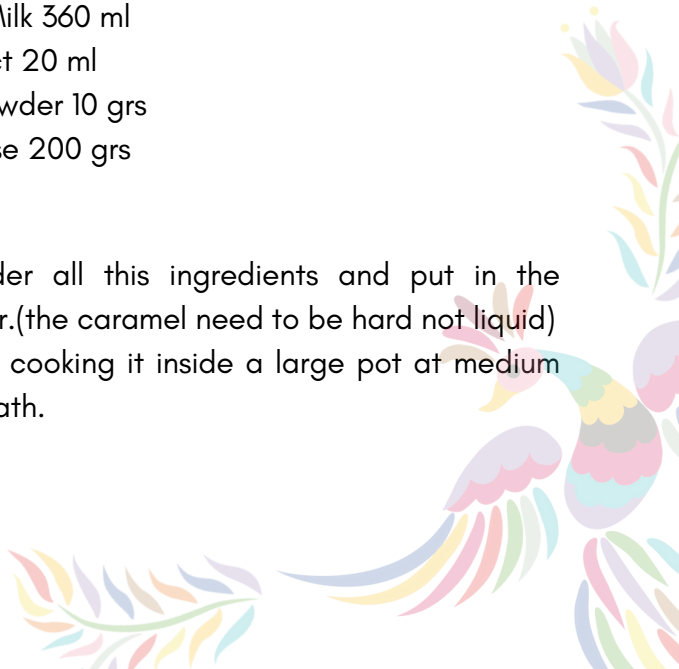 Milk 360 ml
ct 20 ml
wder 10 grs
se 200 grs
der all this ingredients and put in the
r.(the caramel need to be hard not liquid)
cooking it inside a large pot at medium
ath.